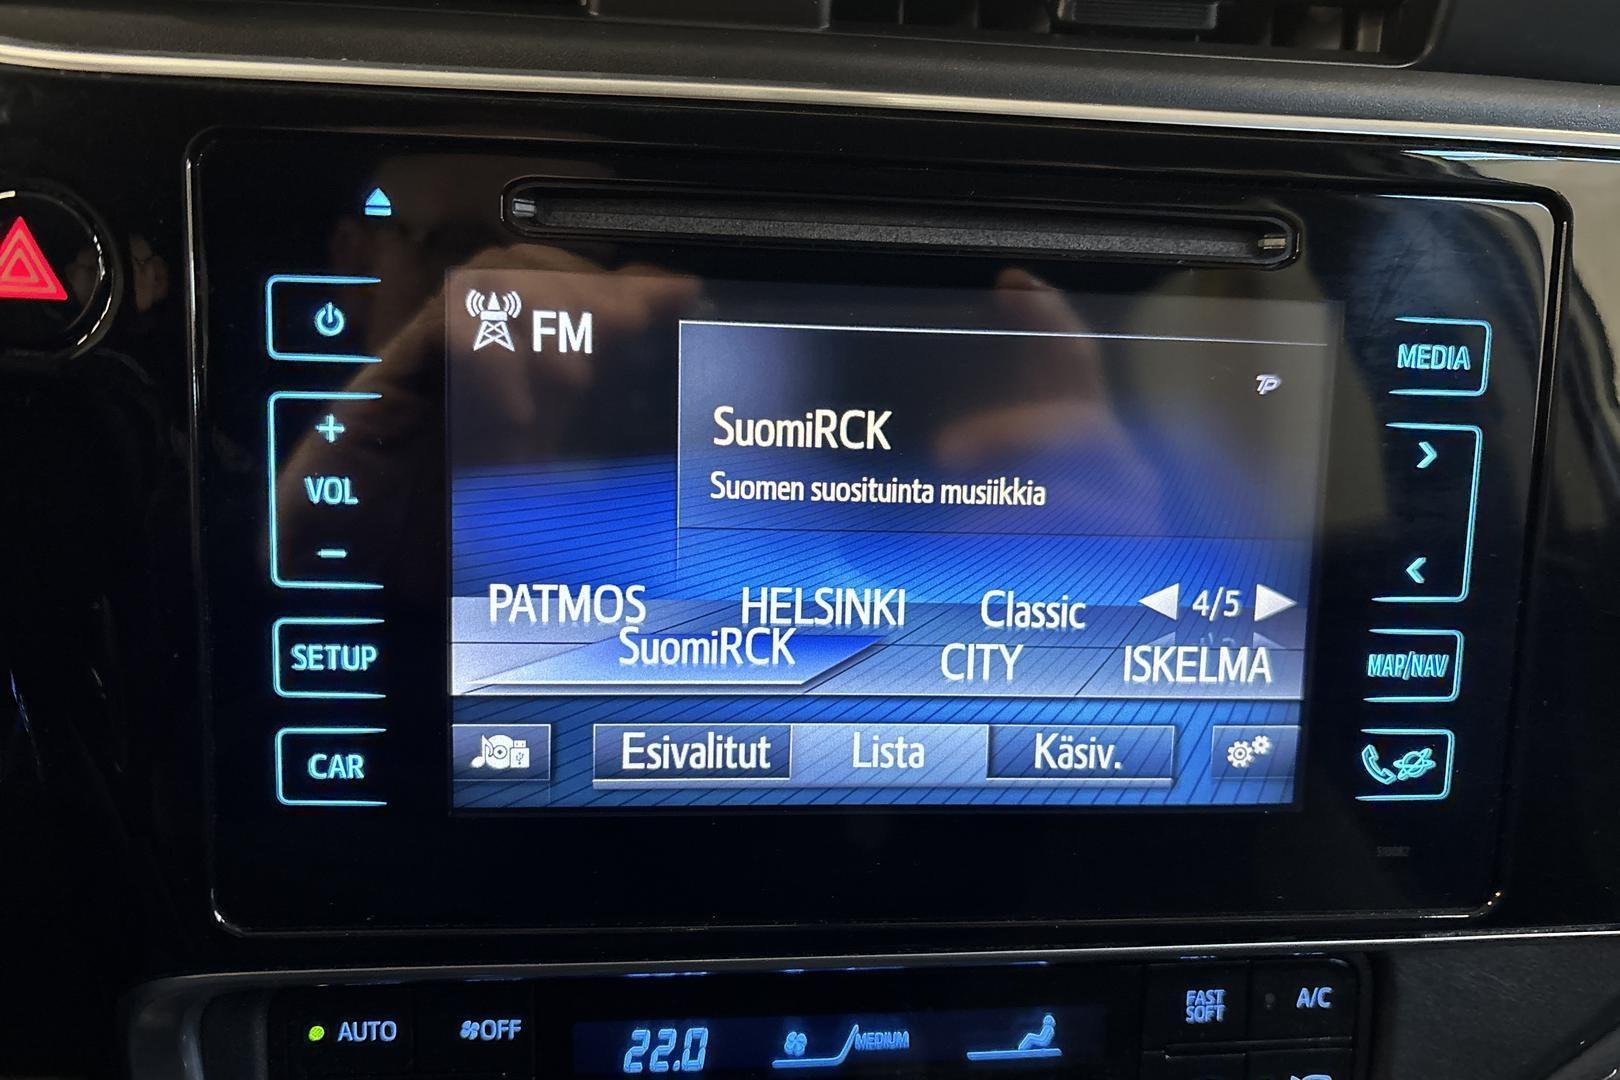 FM
TP
SuomiRCK
Suomen suosituinta musiikkia
PATMOS HELSINKI Classic 4/5
SuomiRCK CITY ISKELMA
Esivalitut Lista Käsiv.
+
VOL
-
SETUP
CAR
MEDIA
>
<
MAP/NAV
AUTO OFF 22.0 MEDIUM FAST SOFT A/C